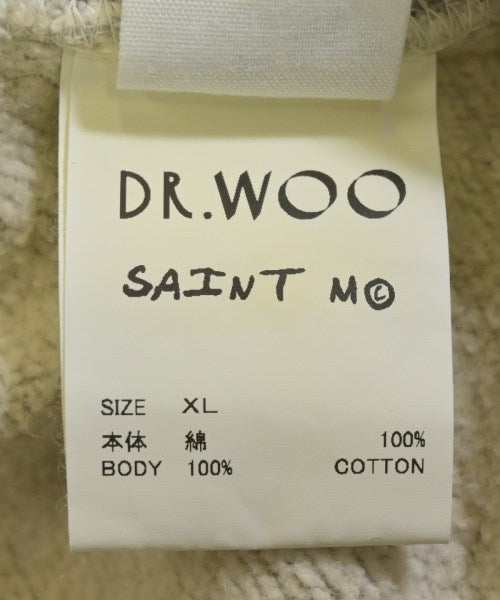 DR.WOO
SAINT M©
SIZE XL
本体 綿 100%
BODY 100% COTTON